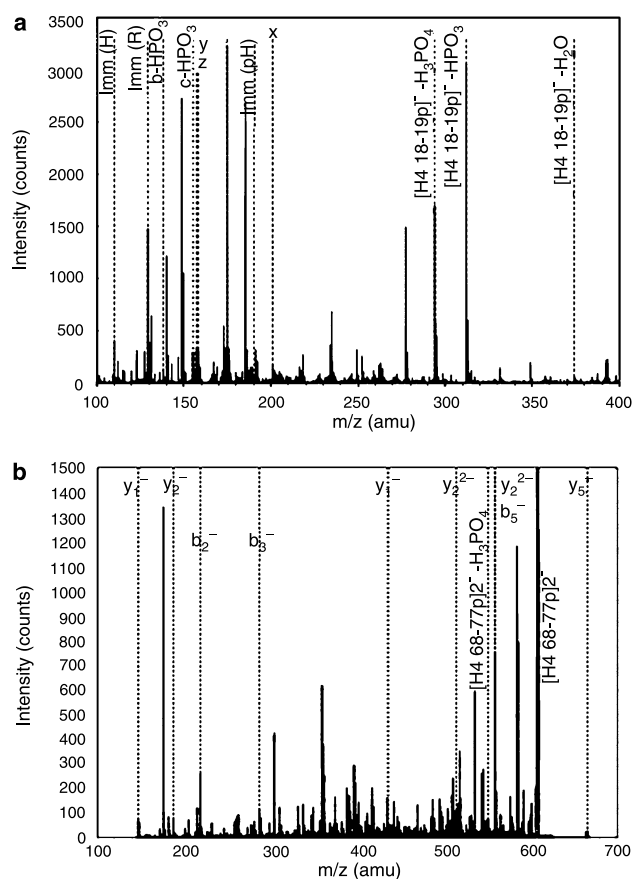 a
Imm (H)
Imm (R)
b-HPO3
c-HPO3
y
z
Imm (pH)
x
[H4 18-19p]⁻ -H3PO4
[H4 18-19p]⁻ -HPO3
[H4 18-19p]⁻ -H2O
3500
3000
2500
2000
1500
1000
500
0
Intensity (counts)
100 150 200 250 300 350 400
m/z (amu)
b
y1⁻ y2⁻ b2⁻ b3⁻ y1⁻ y2²⁻ y2²⁻ y5⁻
b5⁻
[H4 68-77p]2⁻ -H3PO4
[H4 68-77p]2⁻
1500
1400
1300
1200
1100
1000
900
800
700
600
500
400
300
200
100
0
Intensity (counts)
100 200 300 400 500 600 700
m/z (amu)